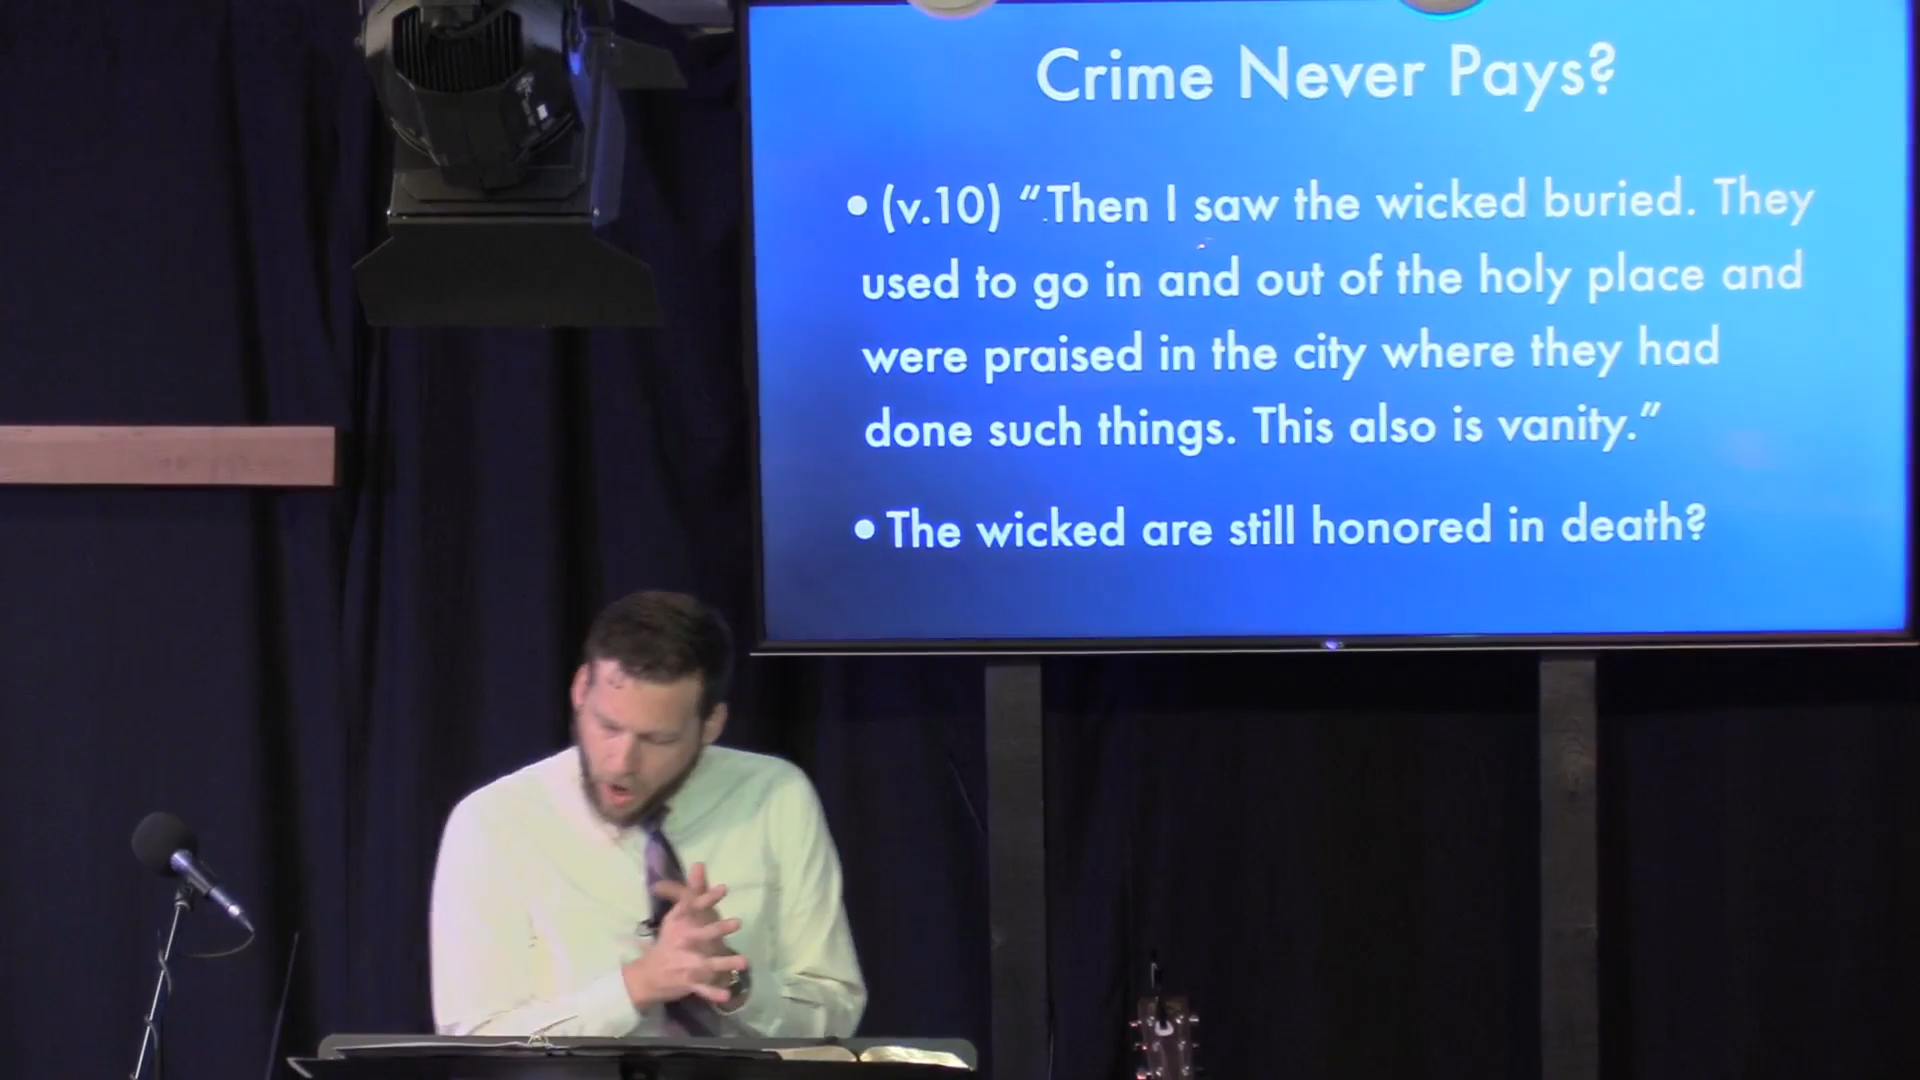 Crime Never Pays?
• (v.10) “Then I saw the wicked buried. They
used to go in and out of the holy place and
were praised in the city where they had
done such things. This also is vanity.”
• The wicked are still honored in death?